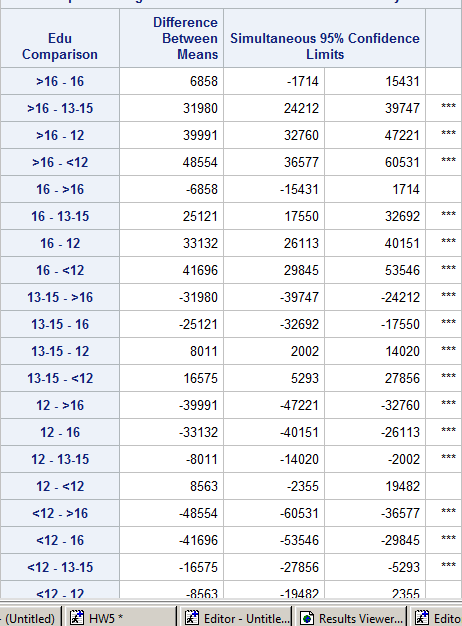 Edu Comparison Difference Between Means Simultaneous 95% Confidence Limits
>16 - 16 6858 -1714 15431
>16 - 13-15 31980 24212 39747 ***
>16 - 12 39991 32760 47221 ***
>16 - <12 48554 36577 60531 ***
16 - >16 -6858 -15431 1714
16 - 13-15 25121 17550 32692 ***
16 - 12 33132 26113 40151 ***
16 - <12 41696 29845 53546 ***
13-15 - >16 -31980 -39747 -24212 ***
13-15 - 16 -25121 -32692 -17550 ***
13-15 - 12 8011 2002 14020 ***
13-15 - <12 16575 5293 27856 ***
12 - >16 -39991 -47221 -32760 ***
12 - 16 -33132 -40151 -26113 ***
12 - 13-15 -8011 -14020 -2002 ***
12 - <12 8563 -2355 19482
<12 - >16 -48554 -60531 -36577 ***
<12 - 16 -41696 -53546 -29845 ***
<12 - 13-15 -16575 -27856 -5293 ***
<12 - 12 -8563 -19482 2355
- (Untitled) HW5 * Editor - Untitle... Results Viewer... Edito